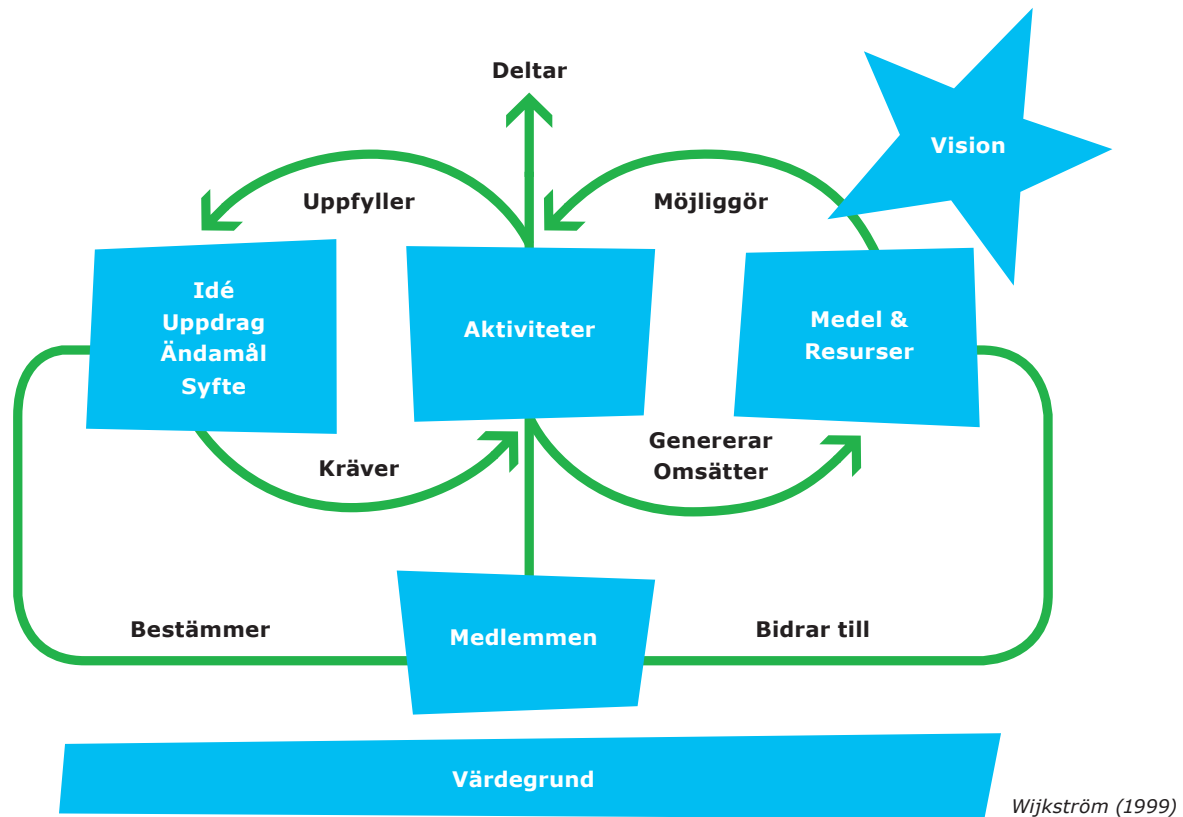 Deltar
Vision
Uppfyller
Möjliggör
Idé
Uppdrag
Ändamål
Syfte
Aktiviteter
Medel &
Resurser
Kräver
Genererar
Omsätter
Bestämmer
Medlemmen
Bidrar till
Värdegrund
Wijkström (1999)